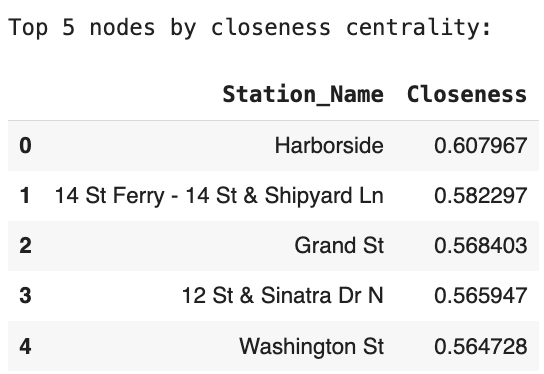 Top 5 nodes by closeness centrality:
Station_Name Closeness
0 Harborside 0.607967
1 14 St Ferry - 14 St & Shipyard Ln 0.582297
2 Grand St 0.568403
3 12 St & Sinatra Dr N 0.565947
4 Washington St 0.564728